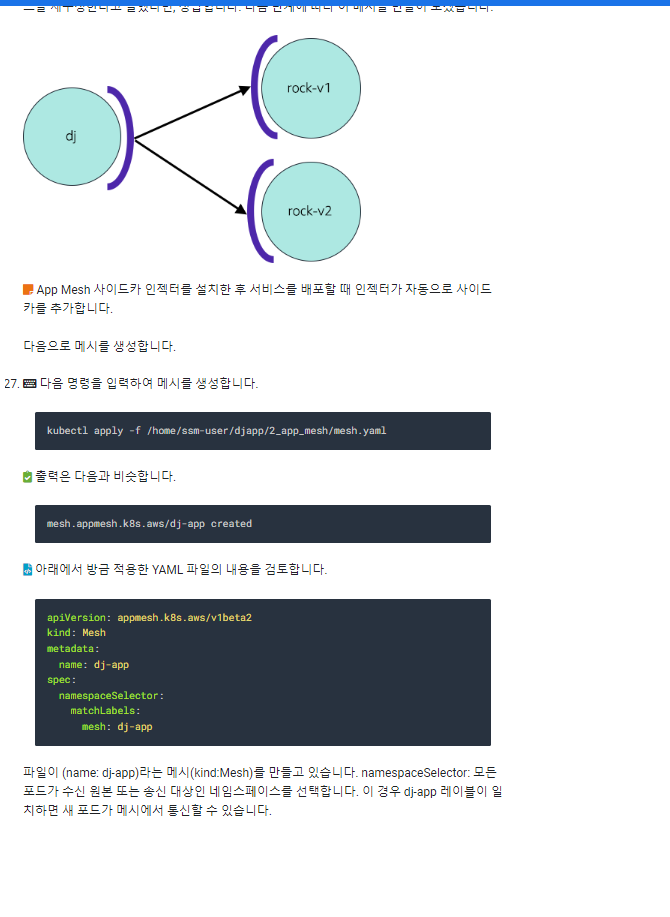 rock-v1
dj
rock-v2
App Mesh 사이드카 인젝터를 설치한 후 서비스를 배포할 때 인젝터가 자동으로 사이드
카를 추가합니다.
다음으로 메시를 생성합니다.
27. 다음 명령을 입력하여 메시를 생성합니다.
kubectl apply -f /home/ssm-user/djapp/2_app_mesh/mesh.yaml
출력은 다음과 비슷합니다.
mesh.appmesh.k8s.aws/dj-app created
아래에서 방금 적용한 YAML 파일의 내용을 검토합니다.
apiVersion: appmesh.k8s.aws/v1beta2
kind: Mesh
metadata:
  name: dj-app
spec:
  namespaceSelector:
    matchLabels:
      mesh: dj-app
파일이 (name: dj-app)라는 메시(kind:Mesh)를 만들고 있습니다. namespaceSelector: 모든
포드가 수신 원본 또는 송신 대상인 네임스페이스를 선택합니다. 이 경우 dj-app 레이블이 일
치하면 새 포드가 메시에서 통신할 수 있습니다.